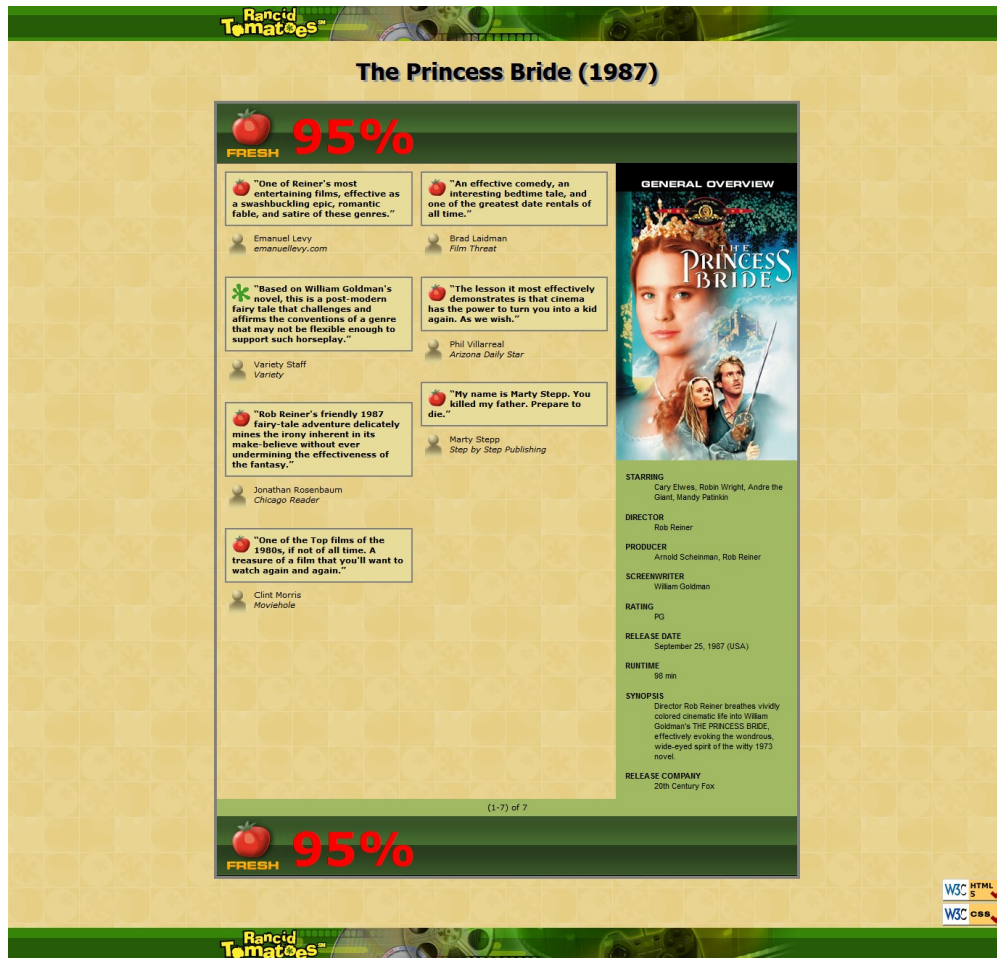 Rancid
Tomatoes SM
The Princess Bride (1987)
FRESH
95%
"One of Reiner's most
entertaining films, effective as
a swashbuckling epic, romantic
fable, and satire of these genres."
Emanuel Levy
emanuellevy.com
"Based on William Goldman's
novel, this is a post-modern
fairy tale that challenges and
affirms the conventions of a genre
that may not be flexible enough to
support such horseplay."
Variety Staff
Variety
"Rob Reiner's friendly 1987
fairy-tale adventure delicately
mines the irony inherent in its
make-believe without ever
undermining the effectiveness of
the fantasy."
Jonathan Rosenbaum
Chicago Reader
"One of the Top films of the
1980s, if not of all time. A
treasure of a film that you'll want to
watch again and again."
Clint Morris
Moviehole
"An effective comedy, an
interesting bedtime tale, and
one of the greatest date rentals of
all time."
Brad Laidman
Film Threat
"The lesson it most effectively
demonstrates is that cinema
has the power to turn you into a kid
again. As we wish."
Phil Villarreal
Arizona Daily Star
"My name is Marty Stepp. You
killed my father. Prepare to
die."
Marty Stepp
Step by Step Publishing
GENERAL OVERVIEW
THE
PRINCESS
BRIDE
STARRING
Cary Elwes, Robin Wright, Andre the
Giant, Mandy Patinkin
DIRECTOR
Rob Reiner
PRODUCER
Arnold Scheinman, Rob Reiner
SCREENWRITER
William Goldman
RATING
PG
RELEASE DATE
September 25, 1987 (USA)
RUNTIME
98 min
SYNOPSIS
Director Rob Reiner breathes vividly
colored cinematic life into William
Goldman's THE PRINCESS BRIDE,
effectively evoking the wondrous,
wide-eyed spirit of the witty 1973
novel.
RELEASE COMPANY
20th Century Fox
(1-7) of 7
FRESH
95%
W3C HTML
5
W3C css
Rancid
Tomatoes SM